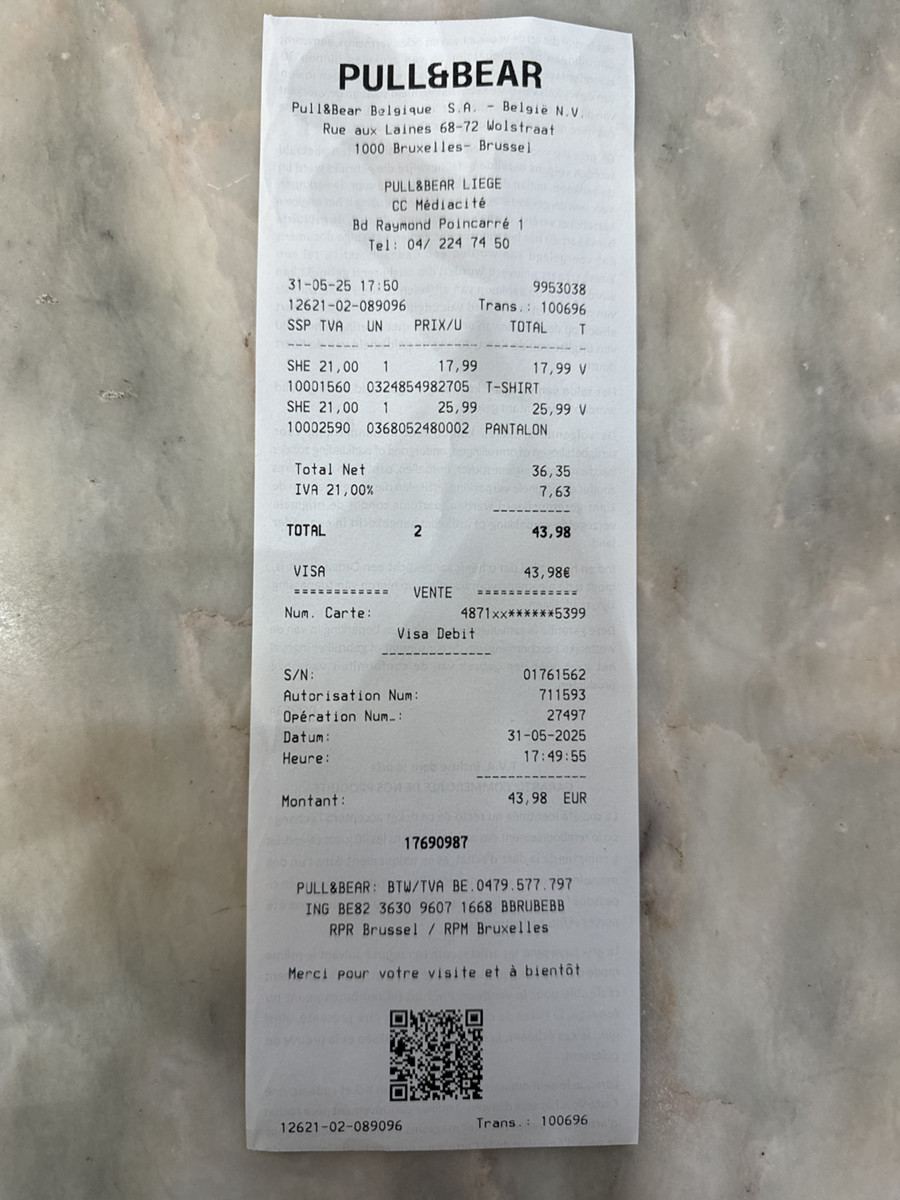 PULL&BEAR
Pull&Bear Belgique S.A. - België N.V.
Rue aux Laines 68-72 Wolstraat
1000 Bruxelles- Brussel
PULL&BEAR LIEGE
CC Médiacité
Bd Raymond Poincarré 1
Tel: 04/ 224 74 50
31-05-25 17:50 9953038
12621-02-089096 Trans.: 100696
SSP TVA UN PRIX/U TOTAL T
--- ----- --- ---------- ----------- -
SHE 21,00 1 17,99 17,99 V
10001560 0324854982705 T-SHIRT
SHE 21,00 1 25,99 25,99 V
10002590 0368052480002 PANTALON
Total Net 36,35
IVA 21,00% 7,63
----------
TOTAL 2 43,98
VISA 43,98€
============ VENTE =============
Num. Carte: 4871xx******5399
Visa Debit
--------------
S/N: 01761562
Autorisation Num: 711593
Opération Num.: 27497
Datum: 31-05-2025
Heure: 17:49:55
--------------
Montant: 43,98 EUR
17690987
PULL&BEAR: BTW/TVA BE.0479.577.797
ING BE82 3630 9607 1668 BBRUBEBB
RPR Brussel / RPM Bruxelles
Merci pour votre visite et à bientôt
12621-02-089096 Trans.: 100696